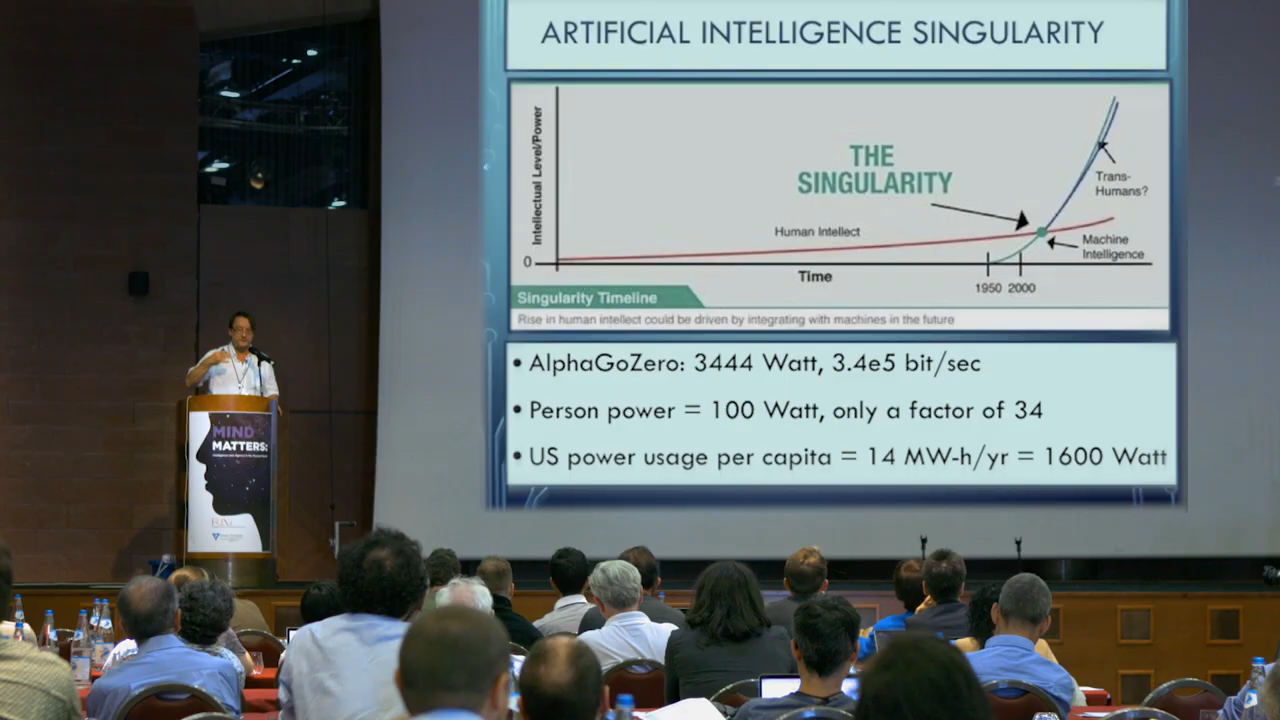 ARTIFICIAL INTELLIGENCE SINGULARITY
Intellectual Level/Power
THE
SINGULARITY
Trans-
Humans?
Human Intellect
Machine
Intelligence
0
Time
1950 2000
Singularity Timeline
Rise in human intellect could be driven by integrating with machines in the future
• AlphaGoZero: 3444 Watt, 3.4e5 bit/sec
• Person power = 100 Watt, only a factor of 34
• US power usage per capita = 14 MW-h/yr = 1600 Watt
MIND
MATTERS: